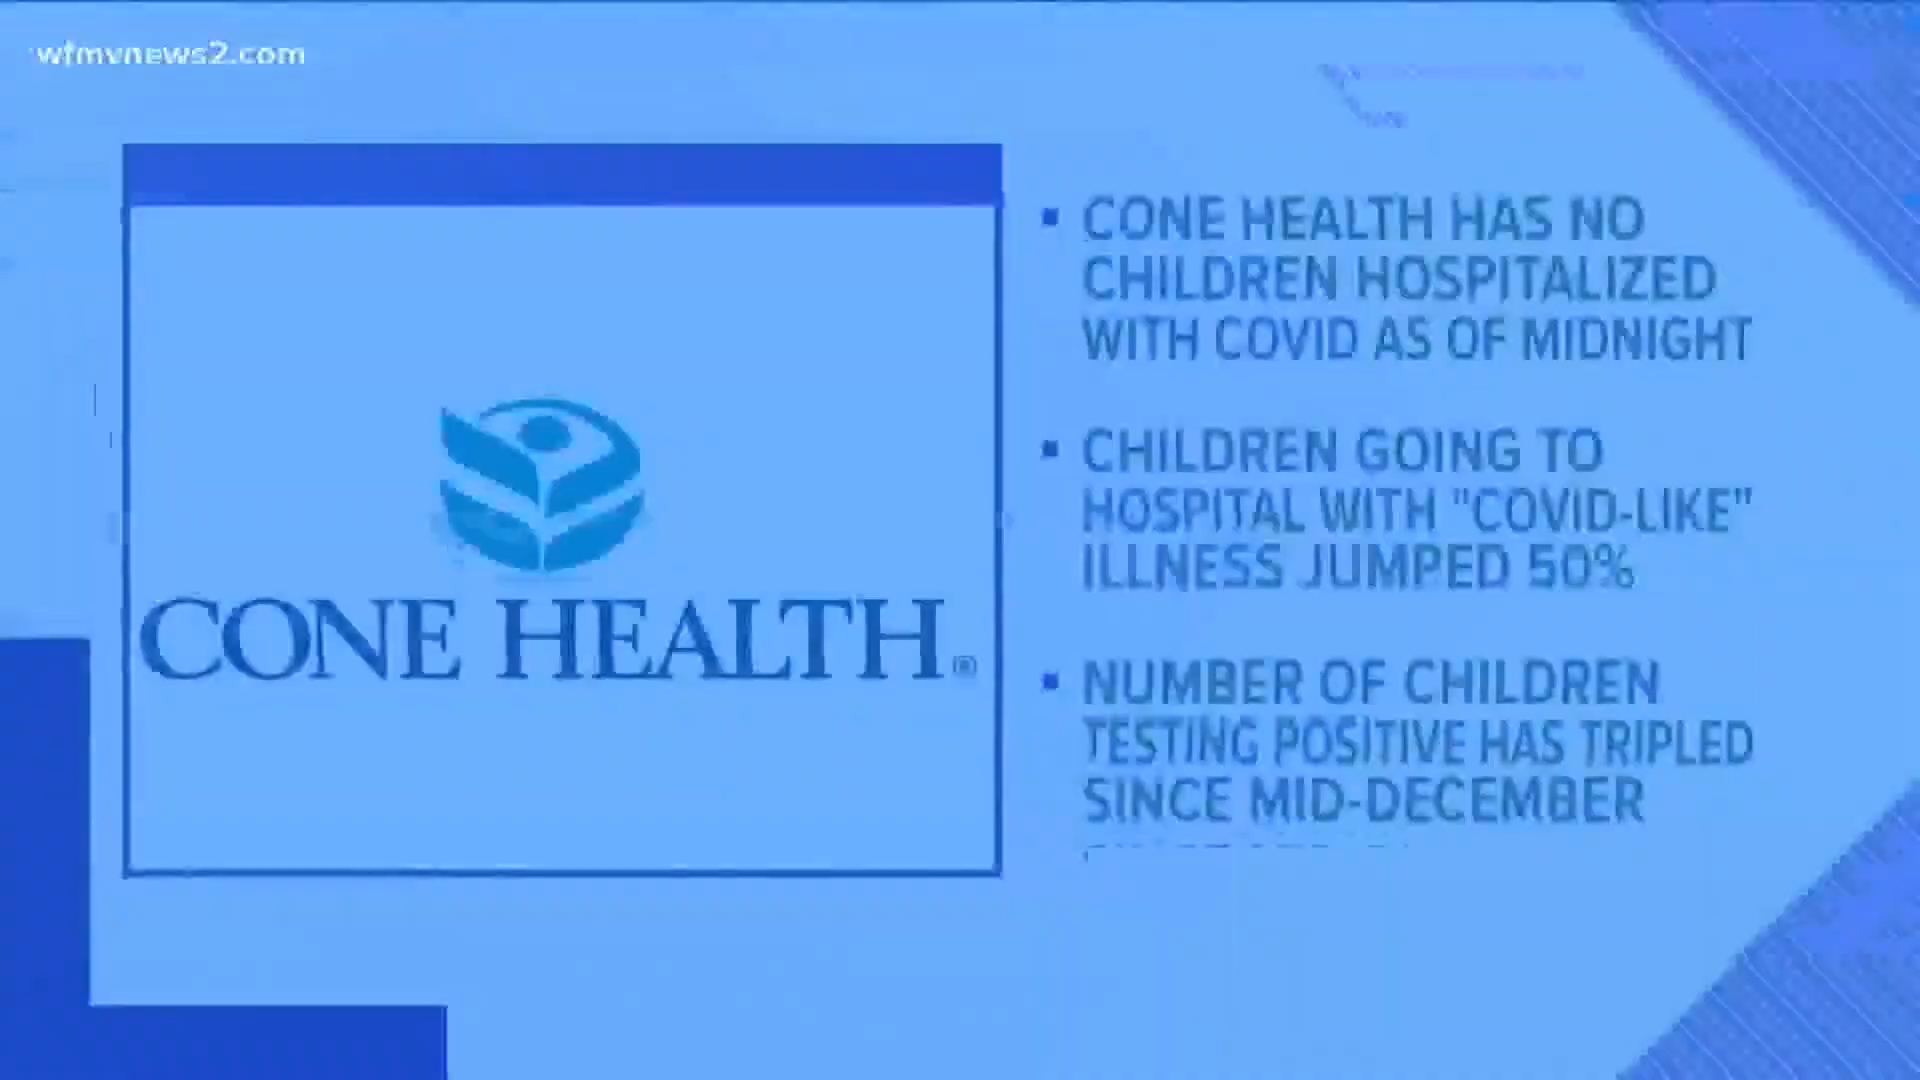 wfmynews2.com
CONE HEALTH®
▪ CONE HEALTH HAS NO
CHILDREN HOSPITALIZED
WITH COVID AS OF MIDNIGHT
▪ CHILDREN GOING TO
HOSPITAL WITH "COVID-LIKE"
ILLNESS JUMPED 50%
▪ NUMBER OF CHILDREN
TESTING POSITIVE HAS TRIPLED
SINCE MID-DECEMBER